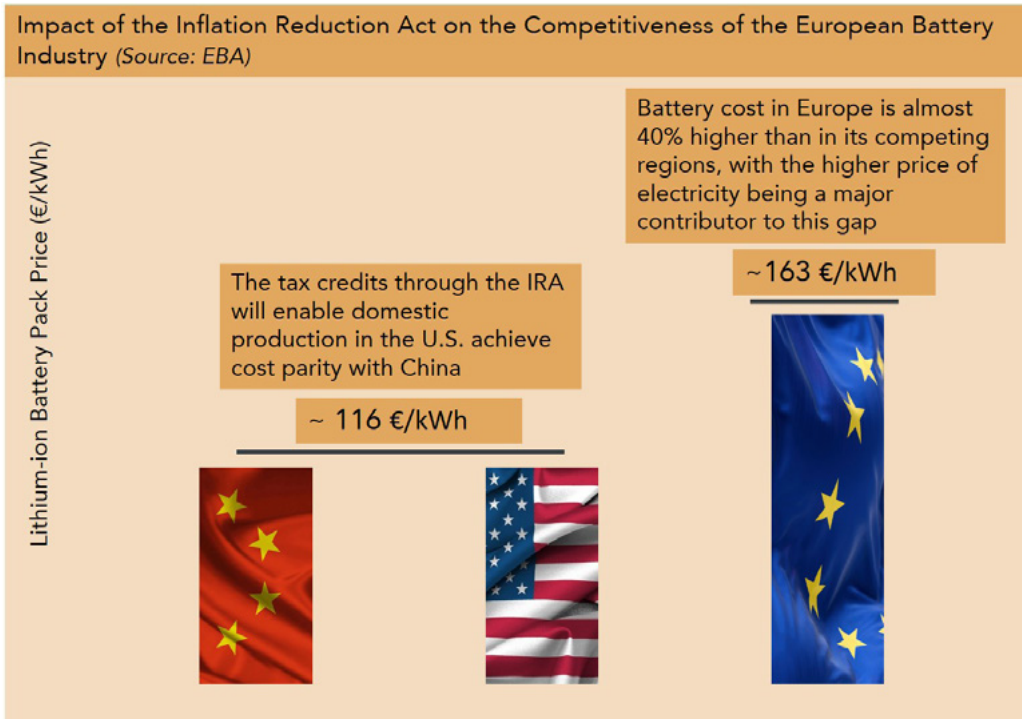 Impact of the Inflation Reduction Act on the Competitiveness of the European Battery
Industry (Source: EBA)
Lithium-ion Battery Pack Price (€/kWh)
Battery cost in Europe is almost
40% higher than in its competing
regions, with the higher price of
electricity being a major
contributor to this gap
~163 €/kWh
The tax credits through the IRA
will enable domestic
production in the U.S. achieve
cost parity with China
~ 116 €/kWh